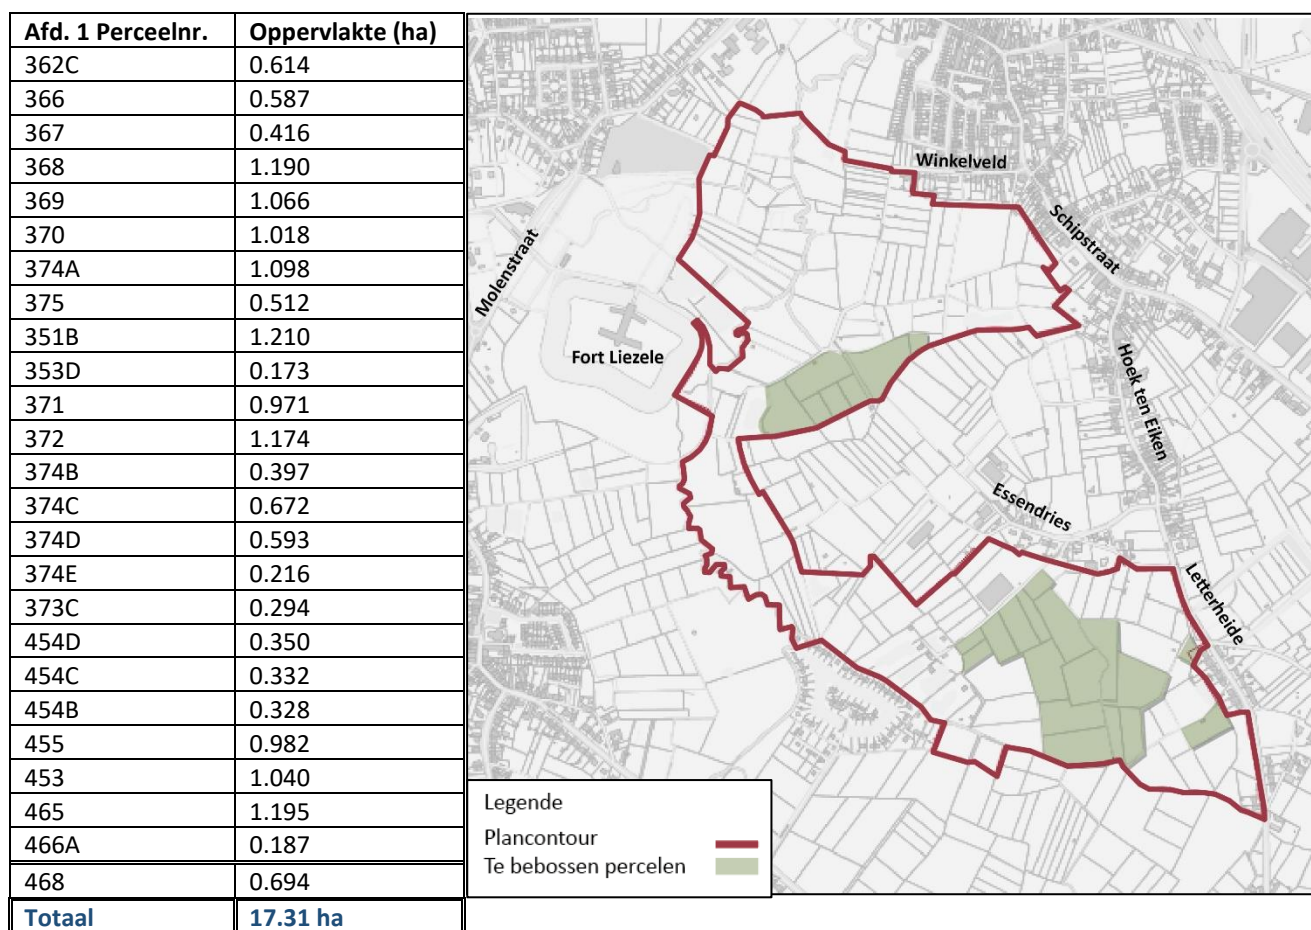 Afd. 1 Perceelnr. Oppervlakte (ha)
362C 0.614
366 0.587
367 0.416
368 1.190
369 1.066
370 1.018
374A 1.098
375 0.512
351B 1.210
353D 0.173
371 0.971
372 1.174
374B 0.397
374C 0.672
374D 0.593
374E 0.216
373C 0.294
454D 0.350
454C 0.332
454B 0.328
455 0.982
453 1.040
465 1.195
466A 0.187
468 0.694
Totaal 17.31 ha
Winkelveld
Schipstraat
Molenstraat
Fort Liezele
Hoek ten Eiken
Essendries
Letterheide
Legende
Plancontour
Te bebossen percelen